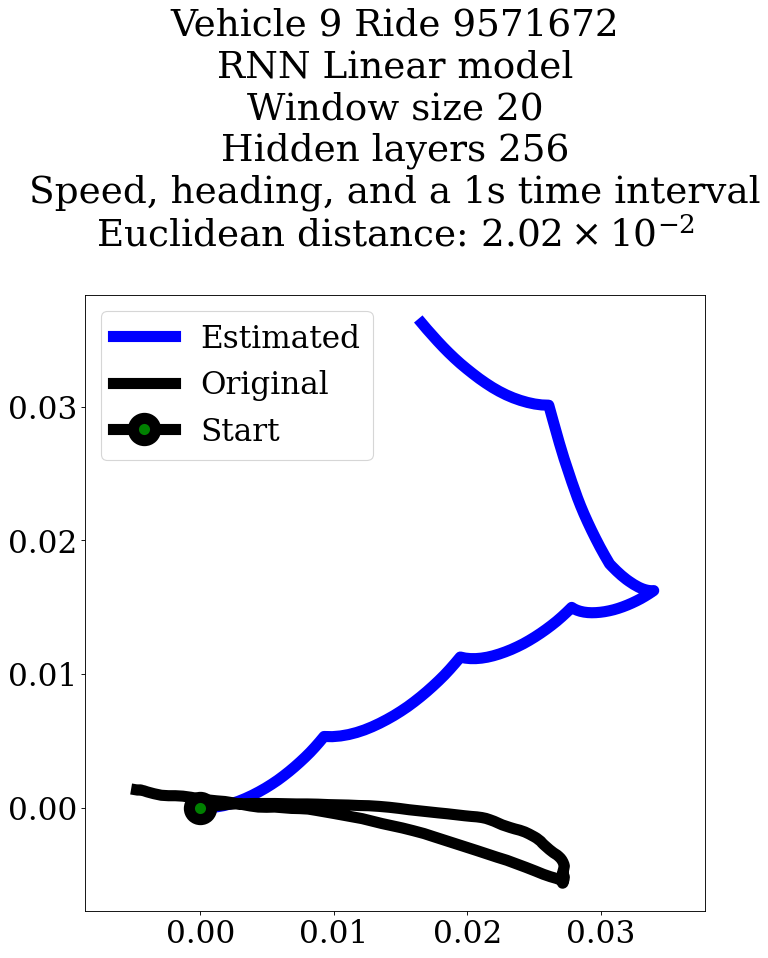 Vehicle 9 Ride 9571672
RNN Linear model
Window size 20
Hidden layers 256
Speed, heading, and a 1s time interval
Euclidean distance: 2.02 × 10⁻²
Estimated
Original
Start
0.03
0.02
0.01
0.00
0.00 0.01 0.02 0.03